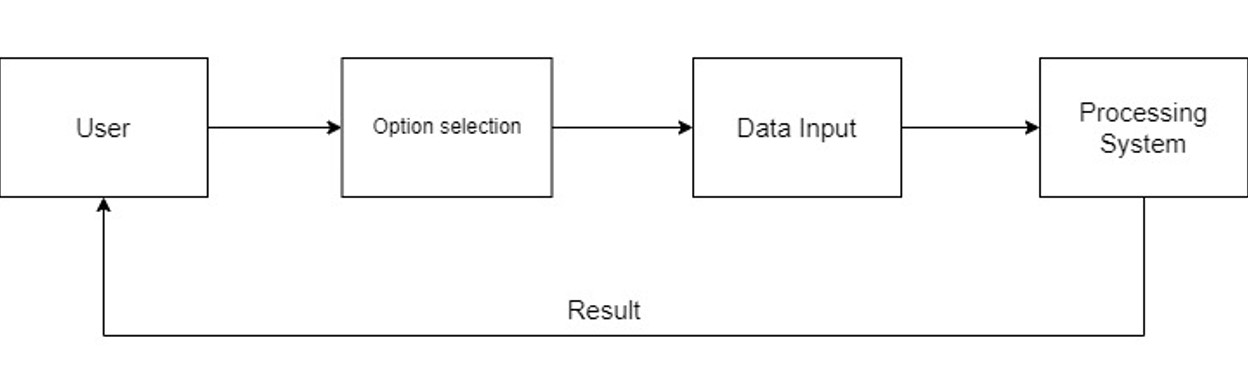 User
Option selection
Data Input
Processing
System
Result